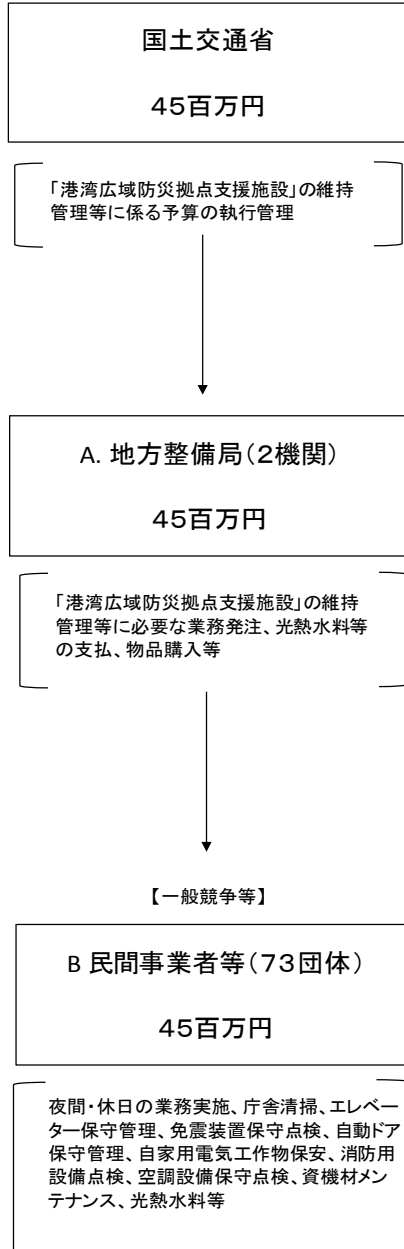 国土交通省
45百万円
「港湾広域防災拠点支援施設」の維持
管理等に係る予算の執行管理
A. 地方整備局(2機関)
45百万円
「港湾広域防災拠点支援施設」の維持
管理等に必要な業務発注、光熱水料等
の支払、物品購入等
【一般競争等】
B 民間事業者等(73団体)
45百万円
夜間・休日の業務実施、庁舎清掃、エレベー
ター保守管理、免震装置保守点検、自動ドア
保守管理、自家用電気工作物保安、消防用
設備点検、空調設備保守点検、資機材メン
テナンス、光熱水料等